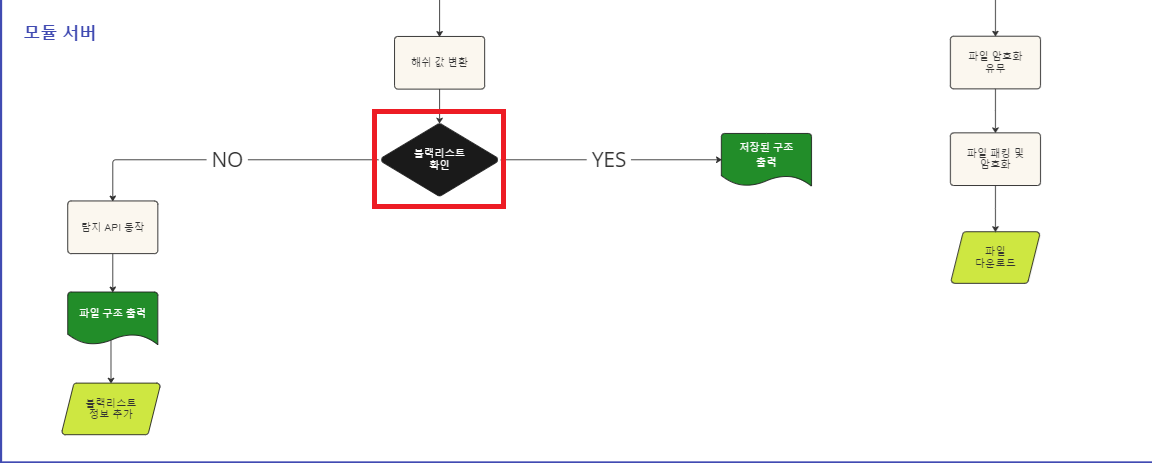 모듈 서버
해쉬 값 변환
파일 암호화
유무
블랙리스트
확인
NO
YES
저장된 구조
출력
파일 패킹 및
암호화
탐지 API 동작
파일
다운로드
파일 구조 출력
블랙리스트
정보 추가